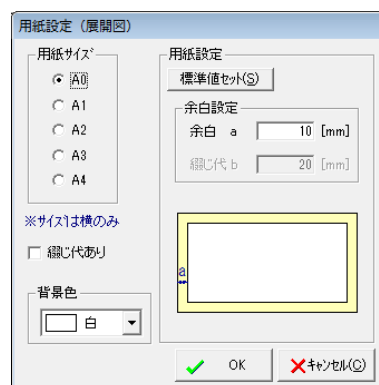 用紙設定（展開図）
用紙ｻｲｽﾞ
A0
A1
A2
A3
A4
※ｻｲｽﾞは横のみ
綴じ代あり
背景色
白
用紙設定
標準値ｾｯﾄ(S)
余白設定
余白 a 10 [mm]
綴じ代 b 20 [mm]
a
OK
ｷｬﾝｾﾙ(C)